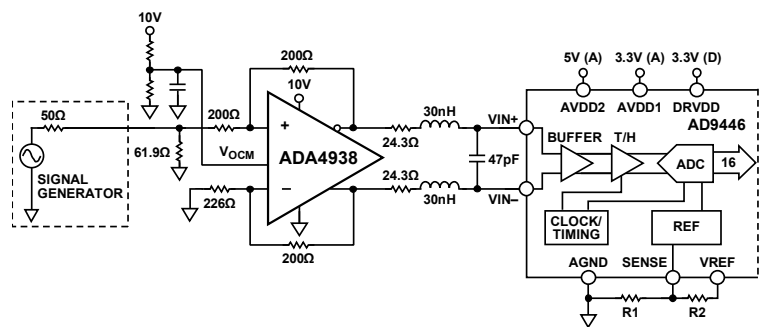 10V
200Ω
5V (A) 3.3V (A) 3.3V (D)
10V
AVDD2 AVDD1 DRVDD
AD9446
50Ω
200Ω
30nH
VIN+
BUFFER T/H
+
24.3Ω
VOCM
ADA4938
47pF
ADC
16
61.9Ω
SIGNAL
GENERATOR
–
24.3Ω
30nH
VIN–
226Ω
CLOCK/
TIMING
REF
200Ω
AGND SENSE VREF
R1 R2